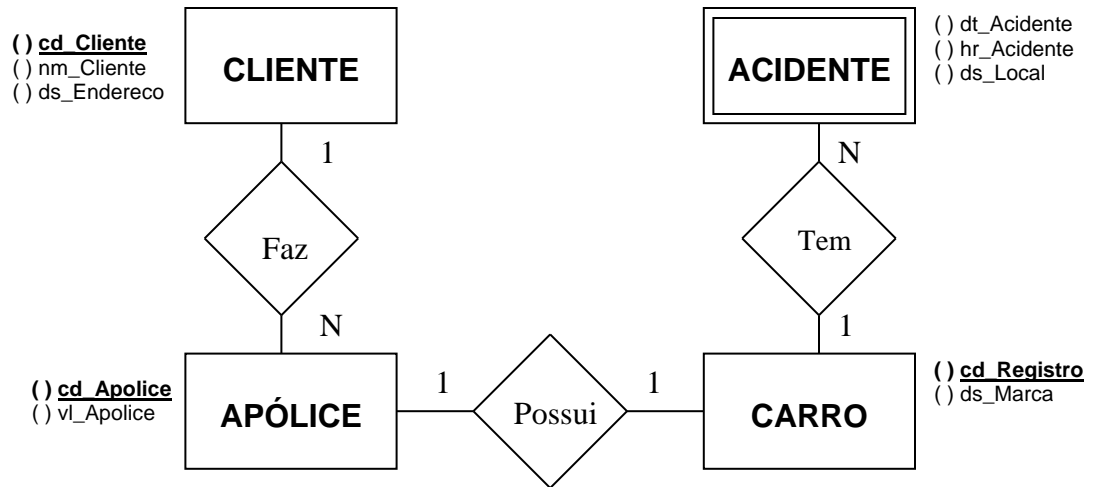 ( ) cd_Cliente
( ) nm_Cliente
( ) ds_Endereco
CLIENTE
ACIDENTE
( ) dt_Acidente
( ) hr_Acidente
( ) ds_Local
1
N
Faz
Tem
N
1
( ) cd_Apolice
( ) vl_Apolice
APÓLICE
1
Possui
1
CARRO
( ) cd_Registro
( ) ds_Marca